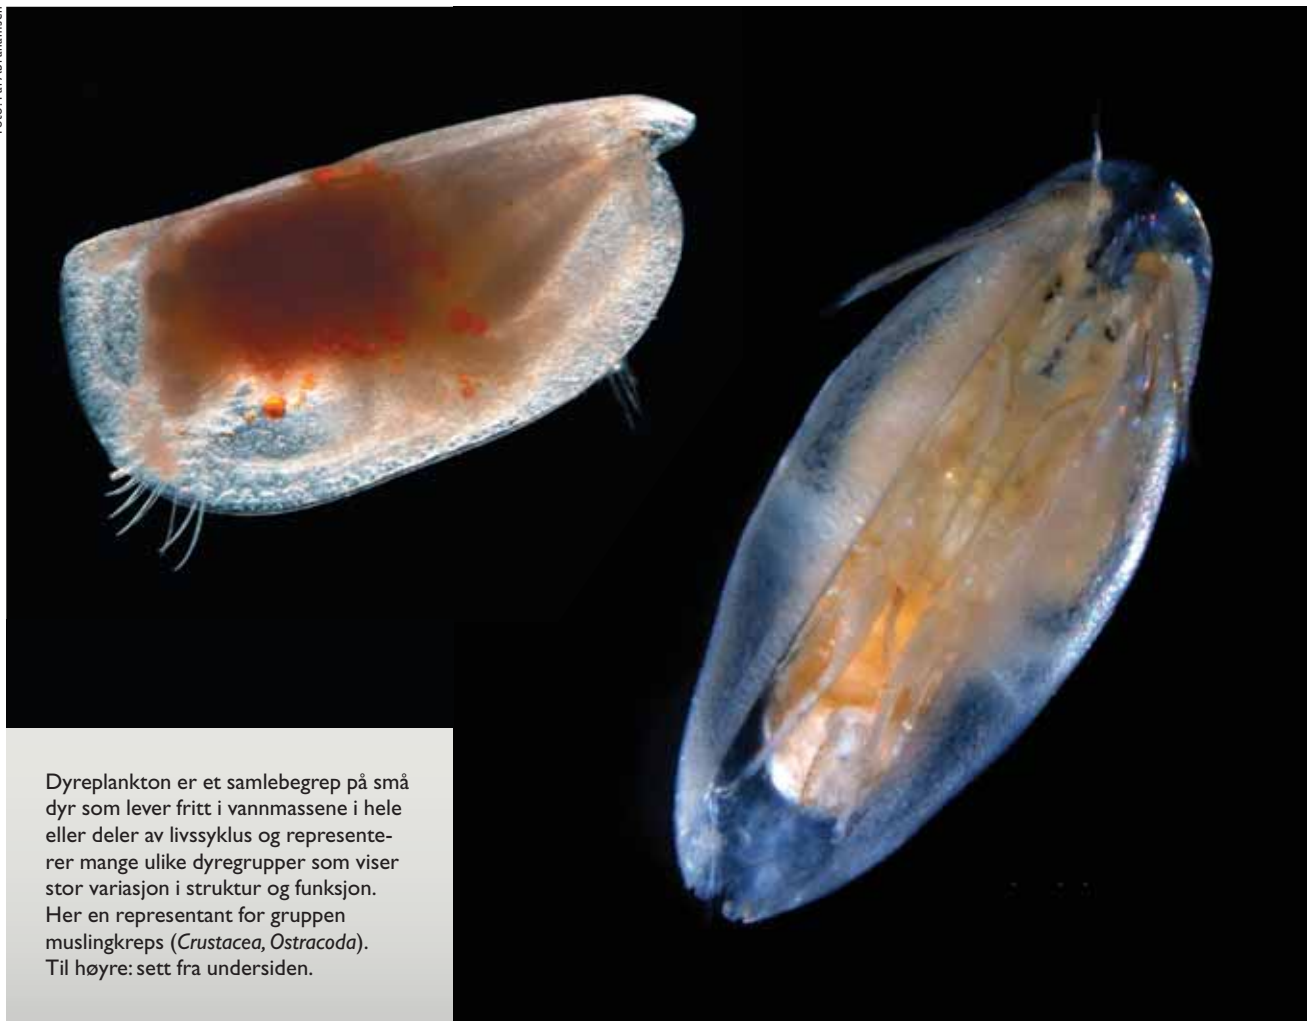 Dyreplankton er et samlebegrep på små
dyr som lever fritt i vannmassene i hele
eller deler av livssyklus og represente-
rer mange ulike dyregrupper som viser
stor variasjon i struktur og funksjon.
Her en representant for gruppen
muslingkreps (Crustacea, Ostracoda).
Til høyre: sett fra undersiden.